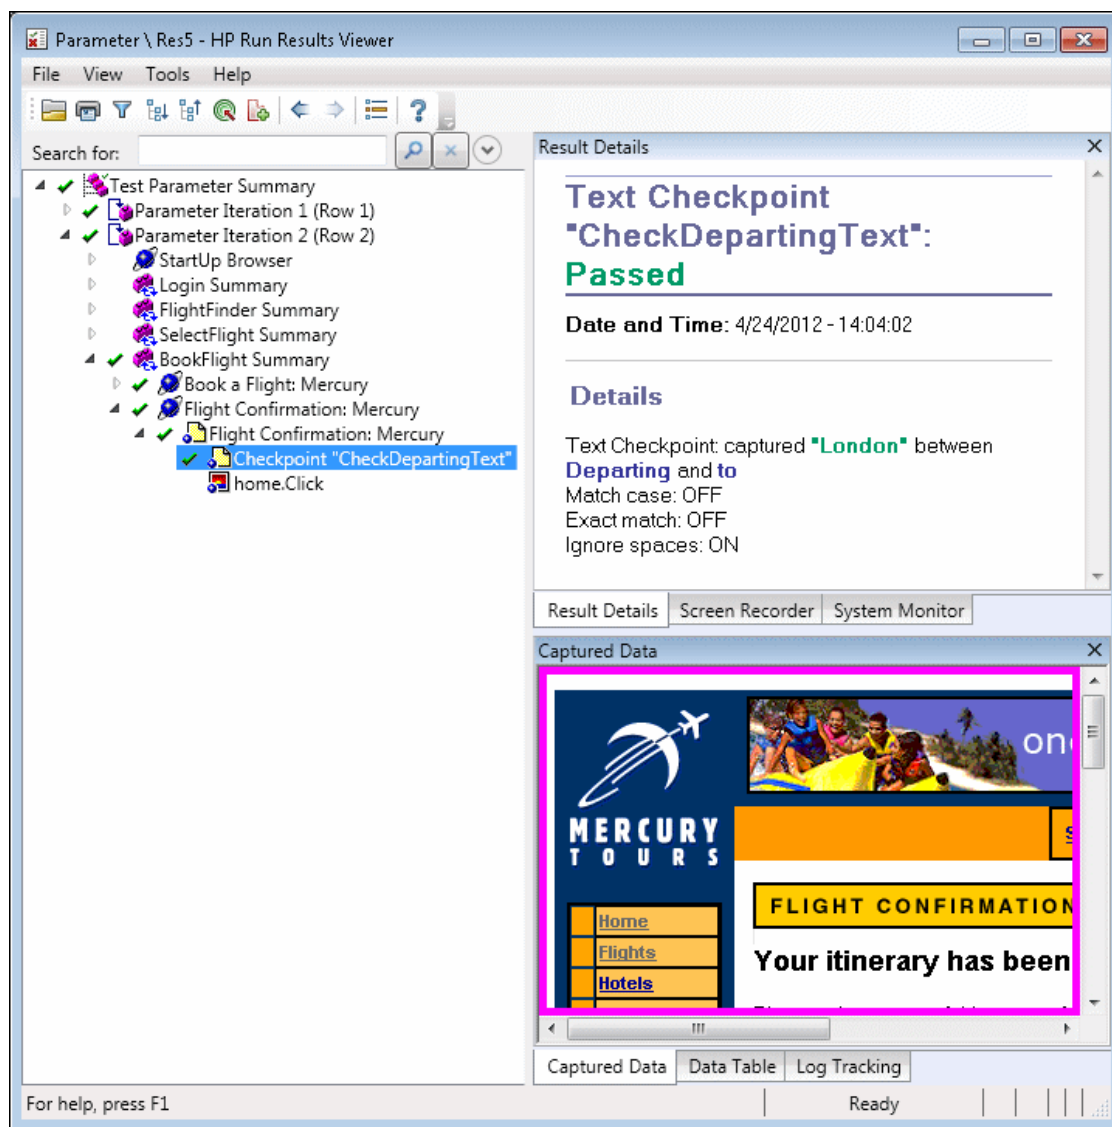 Parameter \ Res5 - HP Run Results Viewer
File View Tools Help
Search for:
Test Parameter Summary
Parameter Iteration 1 (Row 1)
Parameter Iteration 2 (Row 2)
StartUp Browser
Login Summary
FlightFinder Summary
SelectFlight Summary
BookFlight Summary
Book a Flight: Mercury
Flight Confirmation: Mercury
Flight Confirmation: Mercury
Checkpoint "CheckDepartingText"
home.Click
Result Details
Text Checkpoint
"CheckDepartingText":
Passed
Date and Time: 4/24/2012 - 14:04:02
Details
Text Checkpoint: captured "London" between
Departing and to
Match case: OFF
Exact match: OFF
Ignore spaces: ON
Result Details Screen Recorder System Monitor
Captured Data
MERCURY
TOURS
Home
Flights
Hotels
FLIGHT CONFIRMATION
Your itinerary has been
Captured Data Data Table Log Tracking
For help, press F1
Ready